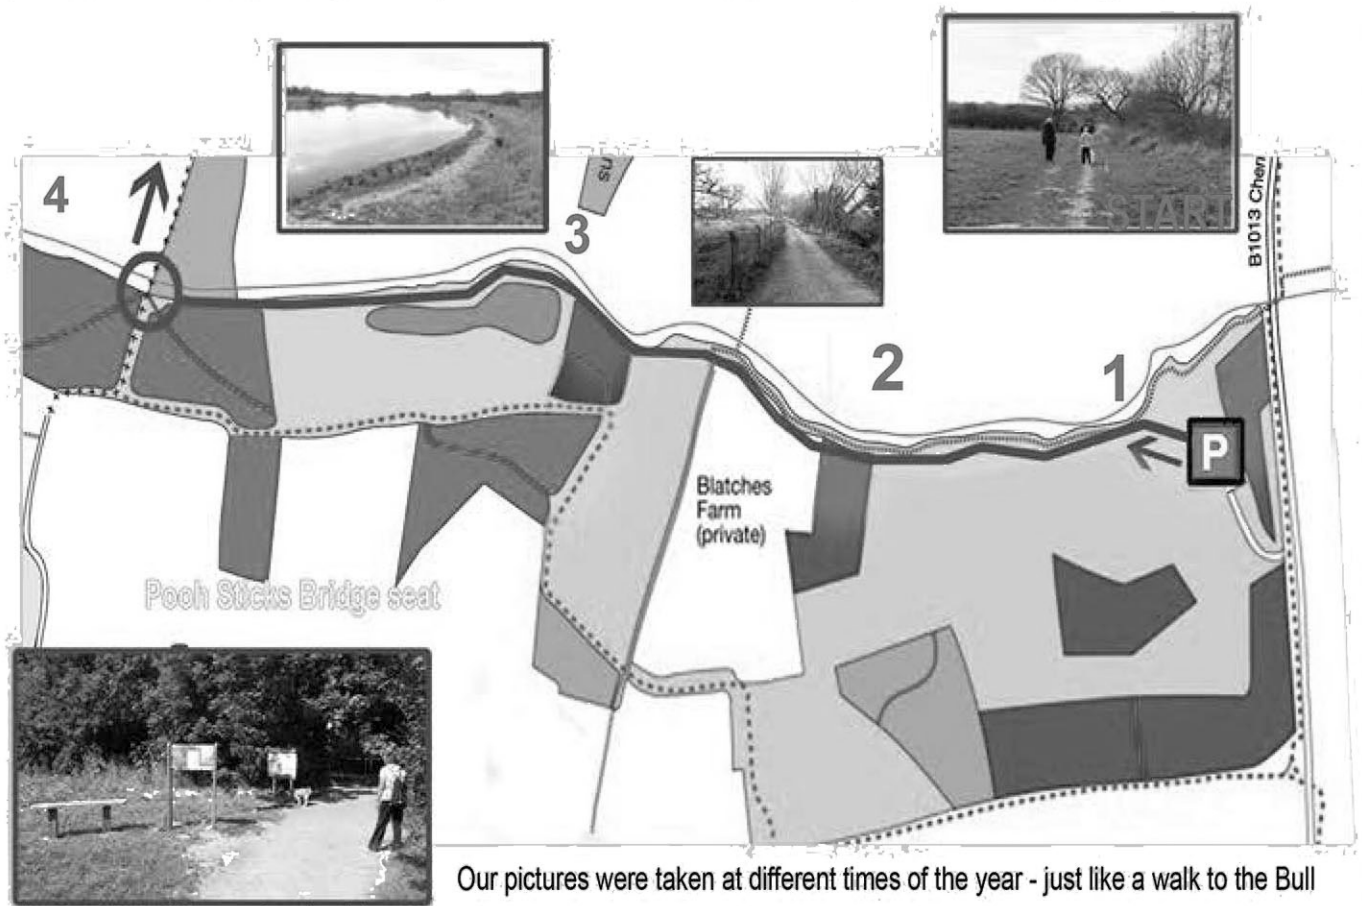 START
B1013 Chen
ns
4
3
2
1
P
Blatches
Farm
(private)
Pooh Sticks Bridge seat
Our pictures were taken at different times of the year - just like a walk to the Bull